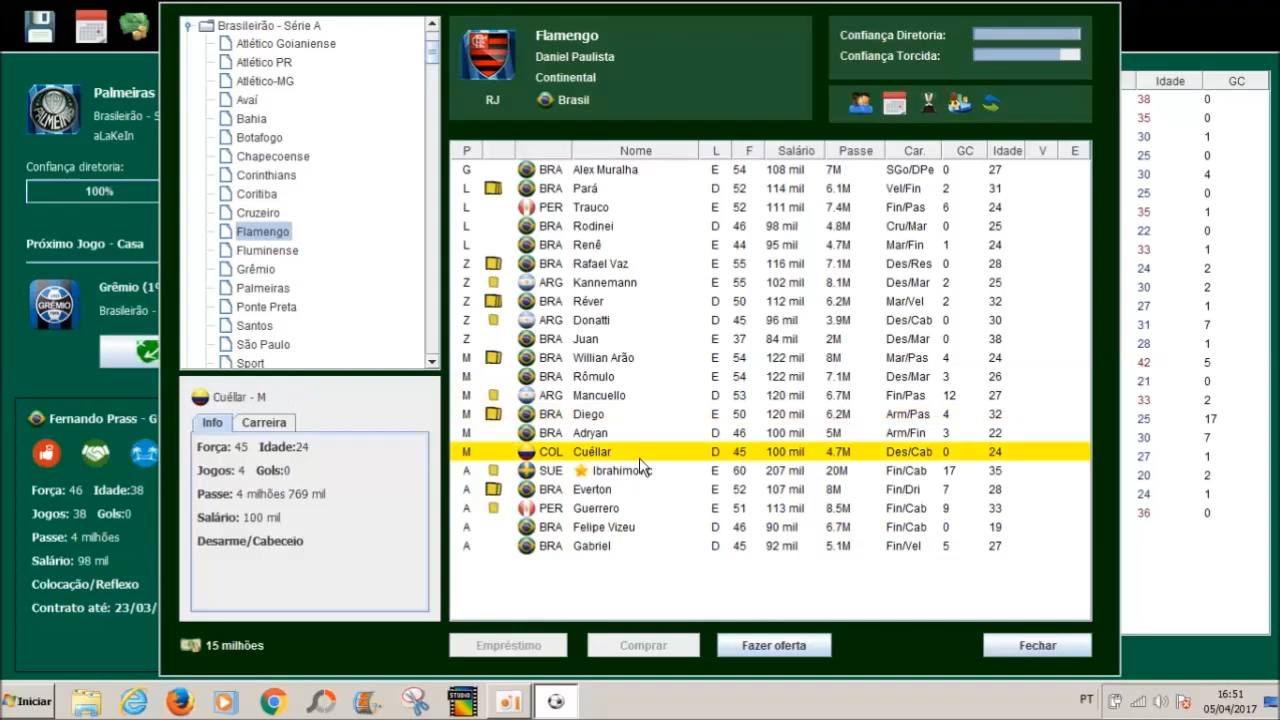 Palmeiras
Brasileirão - S
aLaKeIn
Confiança diretoria:
100%
Próximo Jogo - Casa
GRÊMIO
Grêmio (1º
Brasileirão -
Fernando Prass - G
Força: 46 Idade:38
Jogos: 38 Gols:0
Passe: 4 milhões
Salário: 98 mil
Colocação/Reflexo
Contrato até: 23/03/
Brasileirão - Série A
Atlético Goianiense
Atlético PR
Atlético-MG
Avaí
Bahia
Botafogo
Chapecoense
Corinthians
Coritiba
Cruzeiro
Flamengo
Fluminense
Grêmio
Palmeiras
Ponte Preta
Santos
São Paulo
Sport
Cuéllar - M
Info Carreira
Força: 45 Idade:24
Jogos: 4 Gols:0
Passe: 4 milhões 769 mil
Salário: 100 mil
Desarme/Cabeceio
15 milhões
Flamengo
Daniel Paulista
Continental
RJ Brasil
Confiança Diretoria:
Confiança Torcida:
P Nome L F Salário Passe Car. GC Idade V E
G BRA Alex Muralha E 54 108 mil 7M SGo/DPe 0 27
L BRA Pará D 52 114 mil 6.1M Vel/Fin 2 31
L PER Trauco E 52 111 mil 7.4M Fin/Pas 6 24
L BRA Rodinei D 46 98 mil 4.8M Cru/Mar 0 25
L BRA Renê E 44 95 mil 4.7M Mar/Fin 1 24
Z BRA Rafael Vaz E 55 116 mil 7.1M Des/Res 0 28
Z ARG Kannemann E 55 102 mil 8.1M Des/Mar 2 25
Z BRA Réver D 50 112 mil 6.2M Mar/Vel 2 32
Z ARG Donatti D 45 96 mil 3.9M Des/Cab 0 30
Z BRA Juan E 37 84 mil 2M Des/Mar 0 38
M BRA Willian Arão E 54 122 mil 8M Mar/Pas 4 24
M BRA Rômulo E 54 122 mil 7.1M Des/Mar 3 26
M ARG Mancuello D 53 120 mil 6.7M Fin/Pas 12 27
M BRA Diego E 50 120 mil 6.2M Arm/Pas 4 32
M BRA Adryan D 46 100 mil 5M Arm/Fin 3 22
M COL Cuéllar D 45 100 mil 4.7M Des/Cab 0 24
A SUE Ibrahimovic E 60 207 mil 20M Fin/Cab 17 35
A BRA Everton E 52 107 mil 8M Fin/Dri 7 28
A PER Guerrero E 51 113 mil 8.5M Fin/Cab 9 33
A BRA Felipe Vizeu D 46 90 mil 6.7M Fin/Cab 0 19
A BRA Gabriel D 45 92 mil 5.1M Fin/Vel 5 27
Empréstimo Comprar Fazer oferta Fechar
Idade GC
38 0
35 0
30 1
25 0
30 4
25 0
35 1
22 0
33 1
24 2
30 2
27 1
31 7
28 1
42 5
21 0
33 2
25 17
30 7
27 1
20 2
24 1
36 0
Iniciar
STUDIO
PT
16:51
05/04/2017